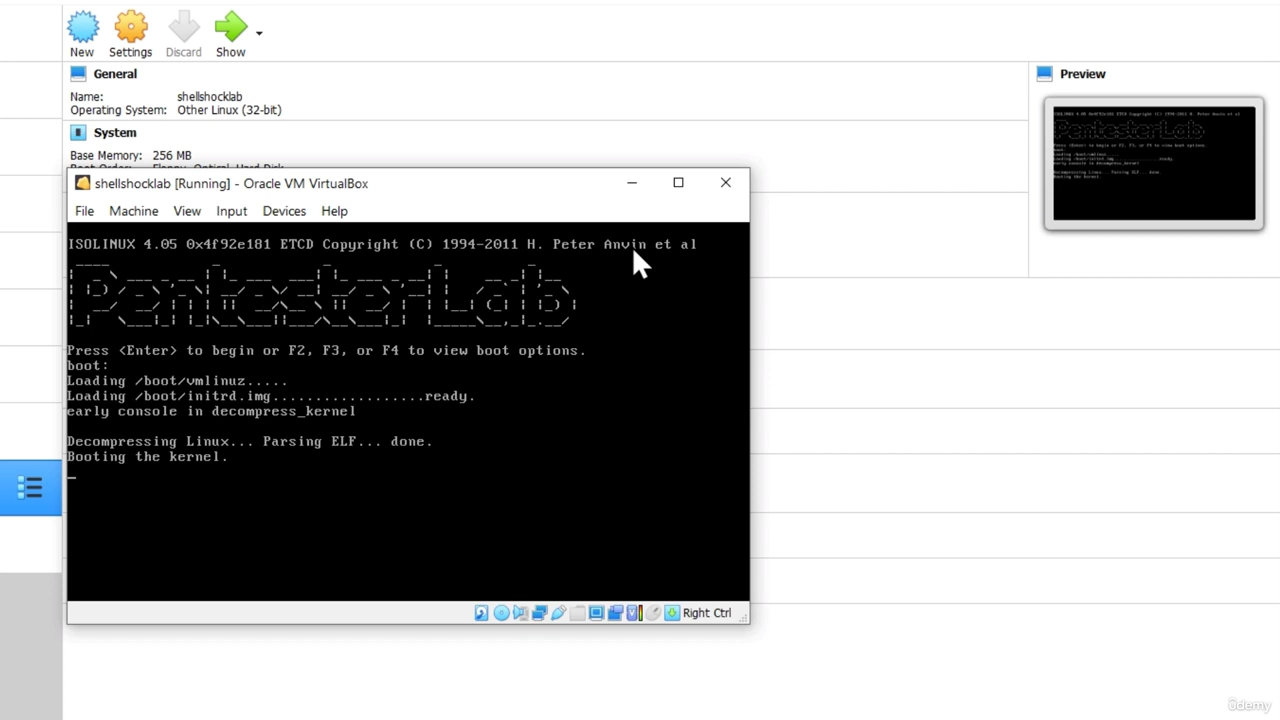 New Settings Discard Show
General
Name: shellshocklab
Operating System: Other Linux (32-bit)
System
Base Memory: 256 MB
Preview
shellshocklab [Running] - Oracle VM VirtualBox
File Machine View Input Devices Help
ISOLINUX 4.05 0x4f92e181 ETCD Copyright (C) 1994-2011 H. Peter Anvin et al
PentesterLab
Press <Enter> to begin or F2, F3, or F4 to view boot options.
boot:
Loading /boot/vmlinuz.....
Loading /boot/initrd.img..................ready.
early console in decompress_kernel
Decompressing Linux... Parsing ELF... done.
Booting the kernel.
_
Right Ctrl
ûdemy